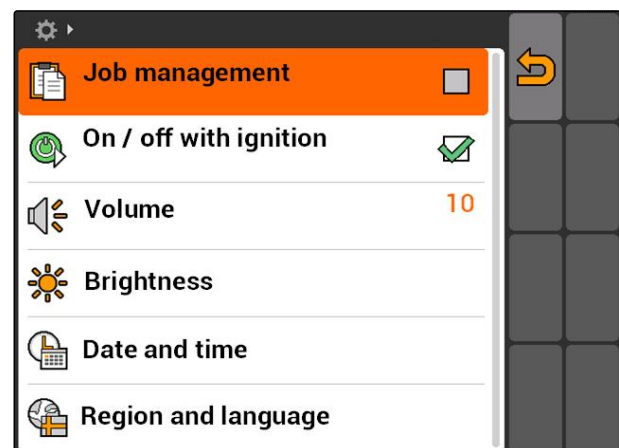 Job management
On / off with ignition
Volume
10
Brightness
Date and time
Region and language